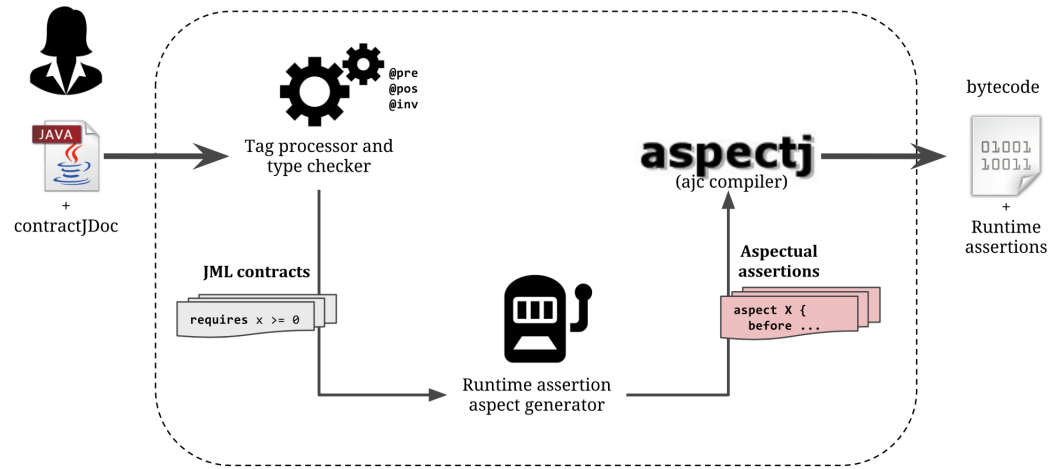 JAVA
+
contractJDoc
@pre
@pos
@inv
Tag processor and
type checker
JML contracts
requires x >= 0
Runtime assertion
aspect generator
Aspectual
assertions
aspect X {
before ...
aspectj
(ajc compiler)
bytecode
01001
10011
+
Runtime
assertions